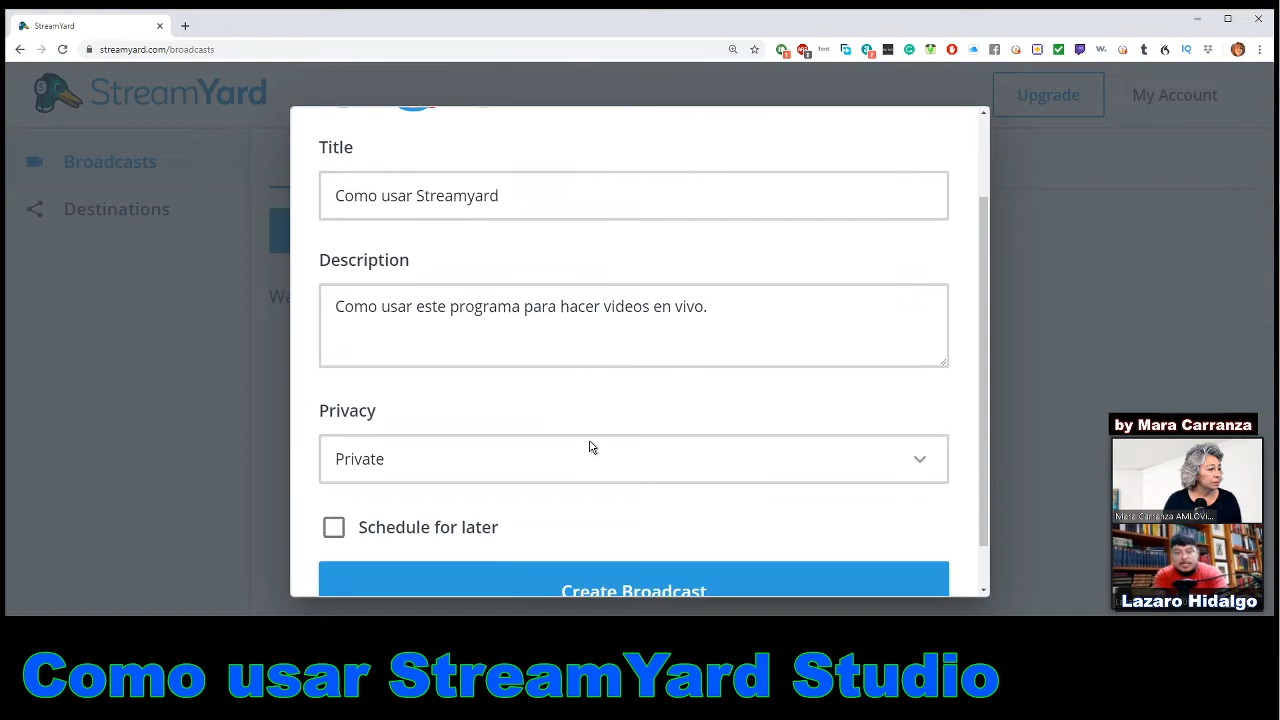 StreamYard
streamyard.com/broadcasts
StreamYard
Upgrade
My Account
Broadcasts
Destinations
Title
Como usar Streamyard
Description
Como usar este programa para hacer videos en vivo.
Privacy
Private
Schedule for later
Create Broadcast
by Mara Carranza
Mara Carranza
Lazaro Hidalgo
Como usar StreamYard Studio